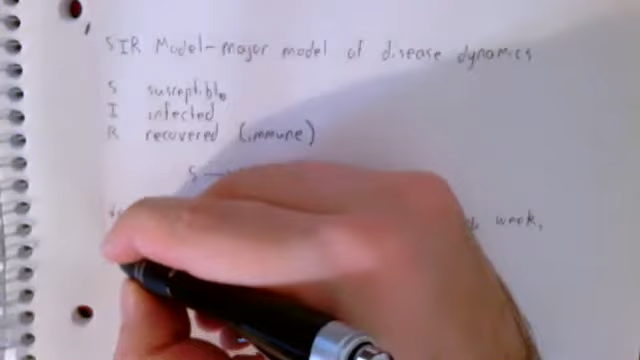 SIR Model-major model of disease dynamics
S susceptible
I infected
R recovered (immune)
S →
week,